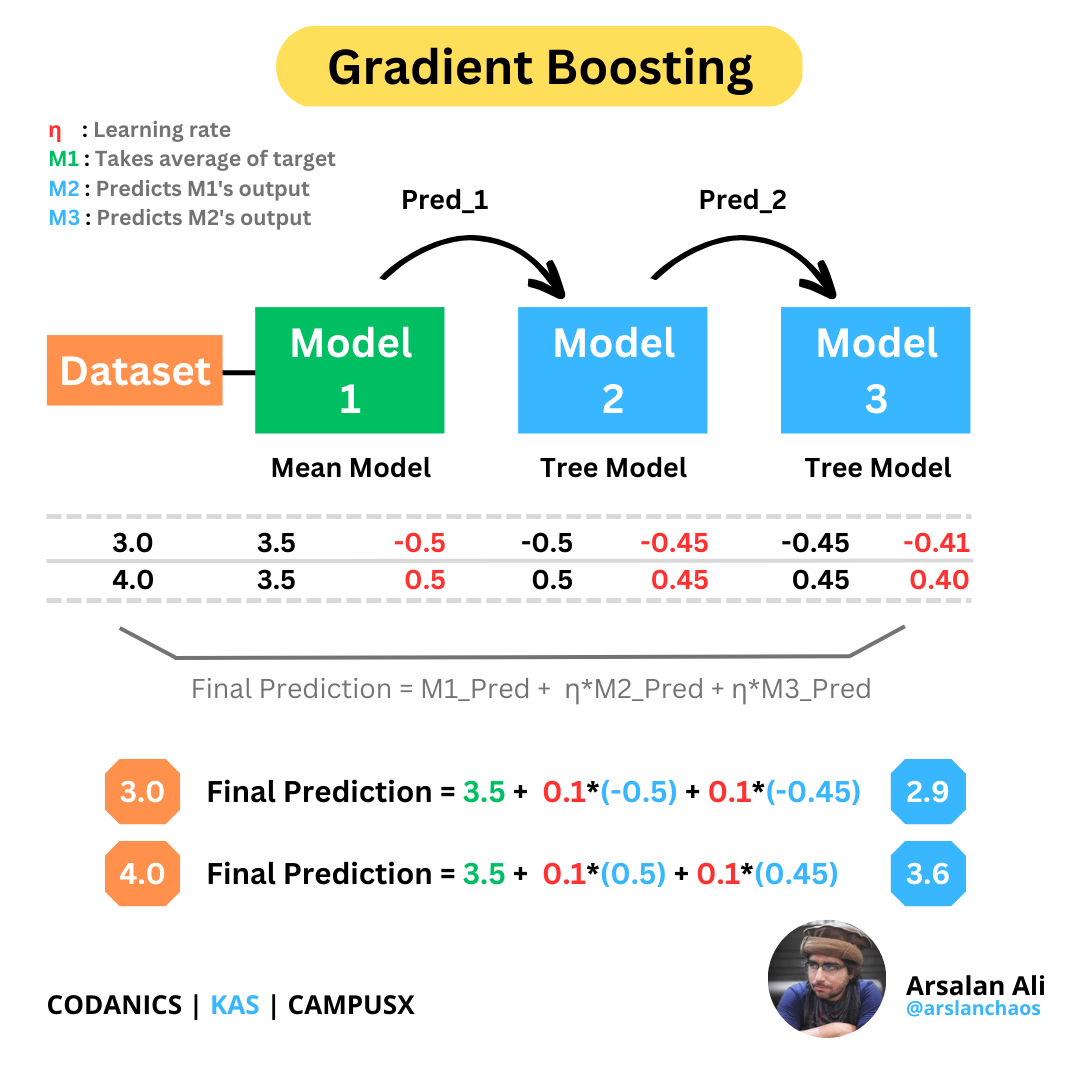 Gradient Boosting
η : Learning rate
M1 : Takes average of target
M2 : Predicts M1's output
M3 : Predicts M2's output
Pred_1
Pred_2
Dataset
Model
1
Model
2
Model
3
Mean Model
Tree Model
Tree Model
3.0 3.5 -0.5 -0.5 -0.45 -0.45 -0.41
4.0 3.5 0.5 0.5 0.45 0.45 0.40
Final Prediction = M1_Pred + η*M2_Pred + η*M3_Pred
3.0 Final Prediction = 3.5 + 0.1*(-0.5) + 0.1*(-0.45) 2.9
4.0 Final Prediction = 3.5 + 0.1*(0.5) + 0.1*(0.45) 3.6
CODANICS | KAS | CAMPUSX
Arsalan Ali
@arslanchaos